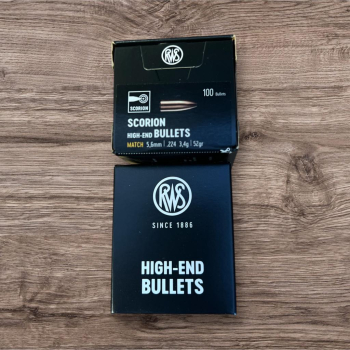 RWS
100 Bullets
SCORION
SCORION
HIGH-END BULLETS
MATCH 5,6mm | .224 3,4g | 52gr
RWS
SINCE 1886
HIGH-END
BULLETS